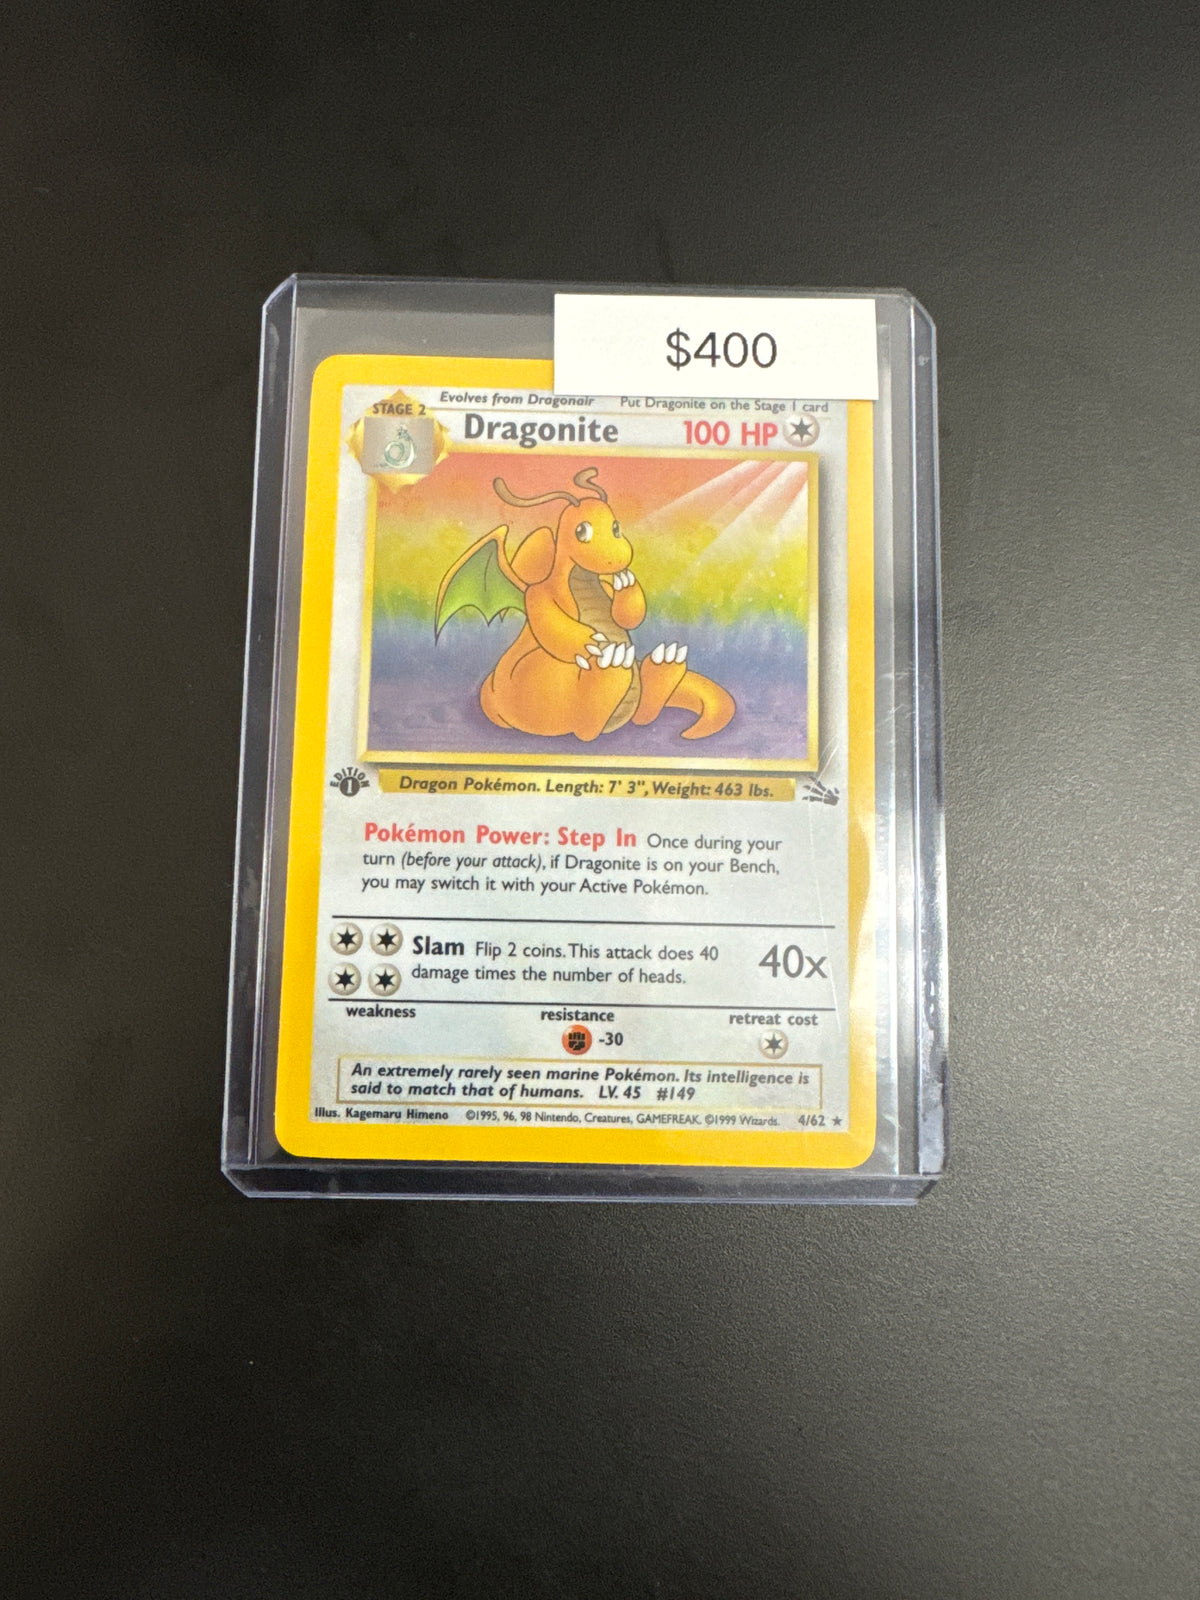 $400
Evolves from Dragonair Put Dragonite on the Stage 1 card
STAGE 2
Dragonite 100 HP
EDITION
1
Dragon Pokémon. Length: 7' 3", Weight: 463 lbs.
Pokémon Power: Step In Once during your
turn (before your attack), if Dragonite is on your Bench,
you may switch it with your Active Pokémon.
Slam Flip 2 coins. This attack does 40
damage times the number of heads.
40x
weakness resistance retreat cost
-30
An extremely rarely seen marine Pokémon. Its intelligence is
said to match that of humans. LV. 45 #149
Illus. Kagemaru Himeno ©1995, 96, 98 Nintendo, Creatures, GAMEFREAK. ©1999 Wizards. 4/62 ★